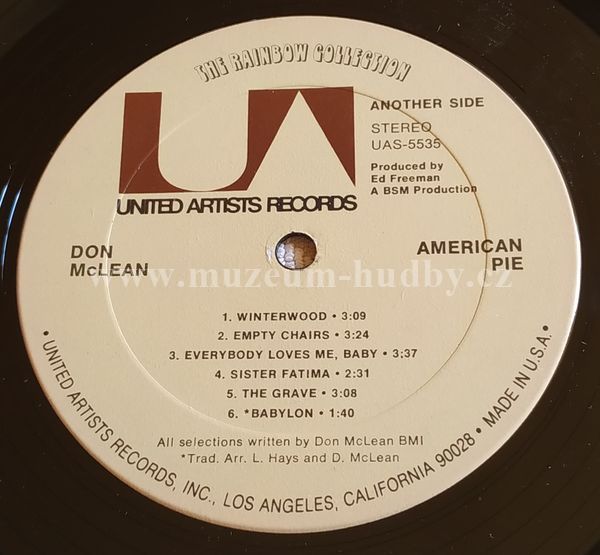 THE RAINBOW COLLECTION
UA
UNITED ARTISTS RECORDS
ANOTHER SIDE
STEREO
UAS-5535
Produced by
Ed Freeman
A BSM Production
DON
McLEAN
AMERICAN
PIE
www.muzeum-hudby.cz
1. WINTERWOOD • 3:09
2. EMPTY CHAIRS • 3:24
3. EVERYBODY LOVES ME, BABY • 3;37
4. SISTER FATIMA • 2:31
5. THE GRAVE • 3:08
6. *BABYLON • 1:40
All selections written by Don McLean BMI
*Trad. Arr. L. Hays and D. McLean
• UNITED ARTISTS RECORDS, INC., LOS ANGELES, CALIFORNIA 90028 • MADE IN U.S.A. •